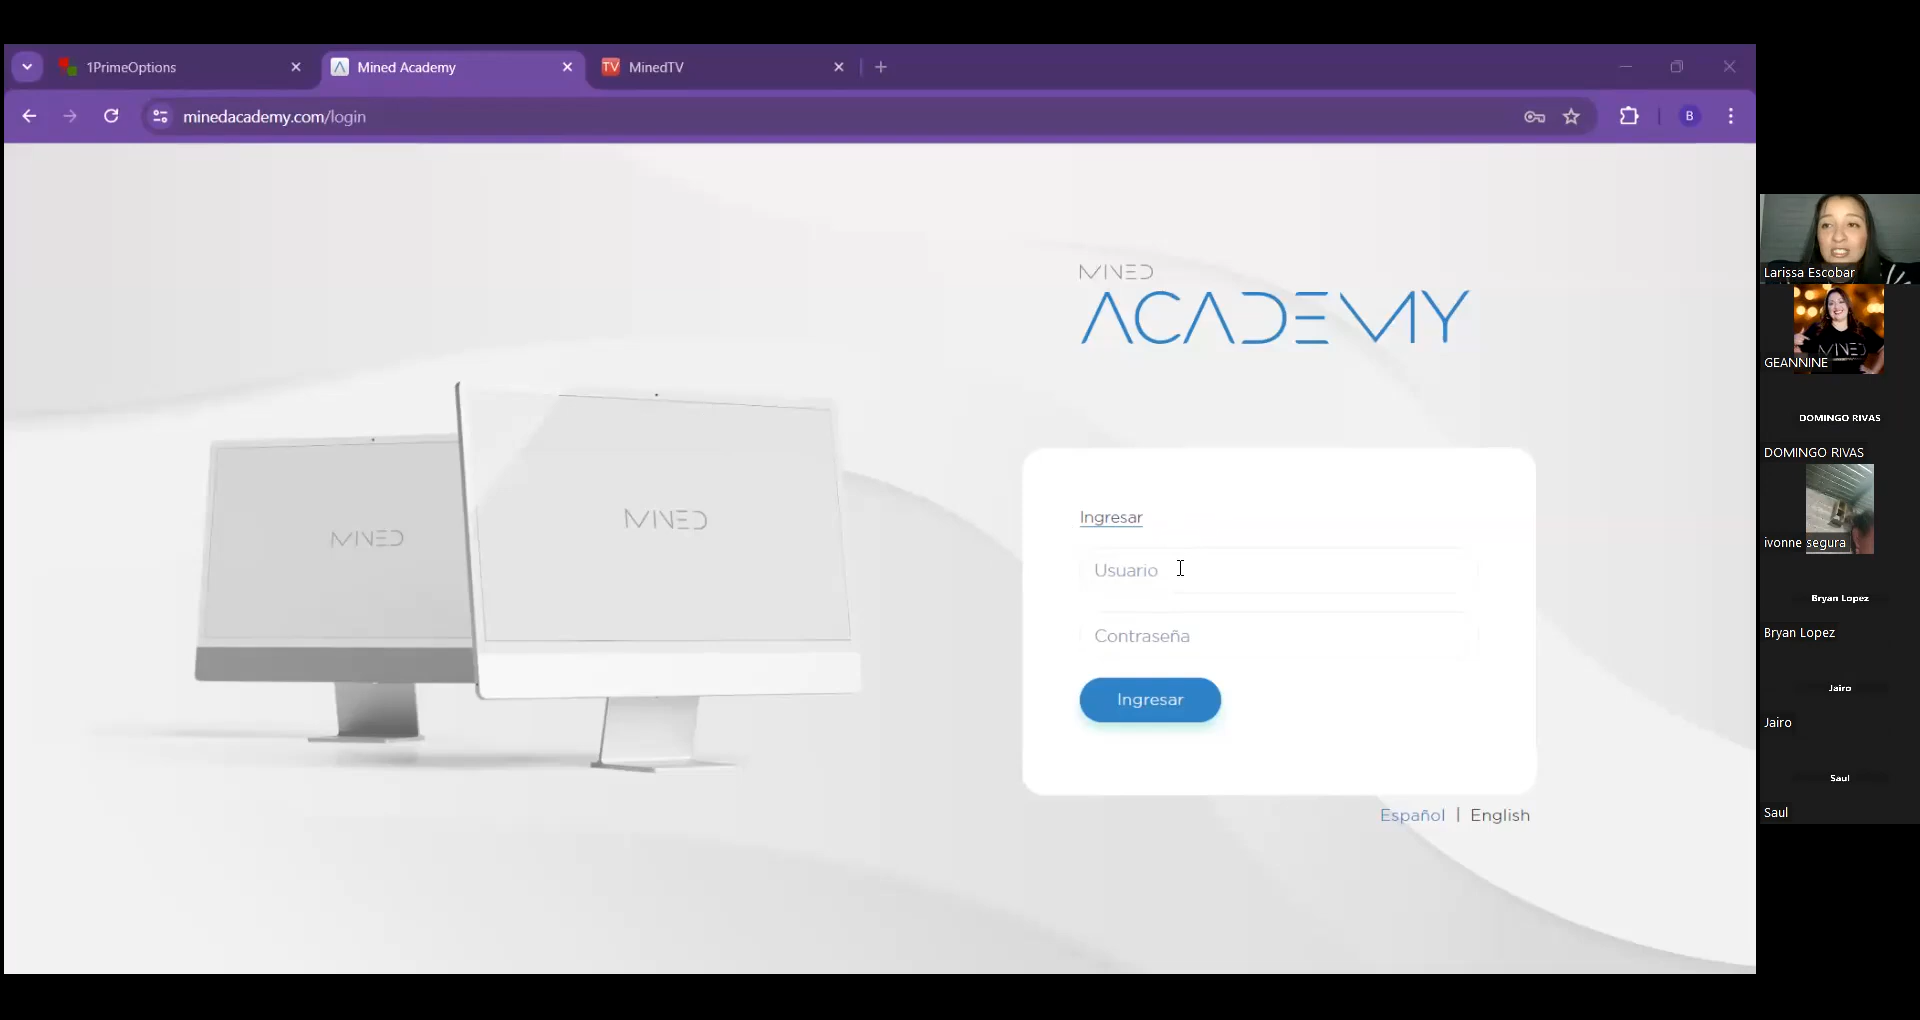 1PrimeOptions
Mined Academy
MinedTV
minedacademy.com/login
B
MINED
ACADEMY
MINED
MINED
Ingresar
Usuario
Contraseña
Ingresar
Español | English
Larissa Escobar
MINED
GEANNINE
DOMINGO RIVAS
DOMINGO RIVAS
ivonne segura
Bryan Lopez
Bryan Lopez
Jairo
Jairo
Saul
Saul
TV